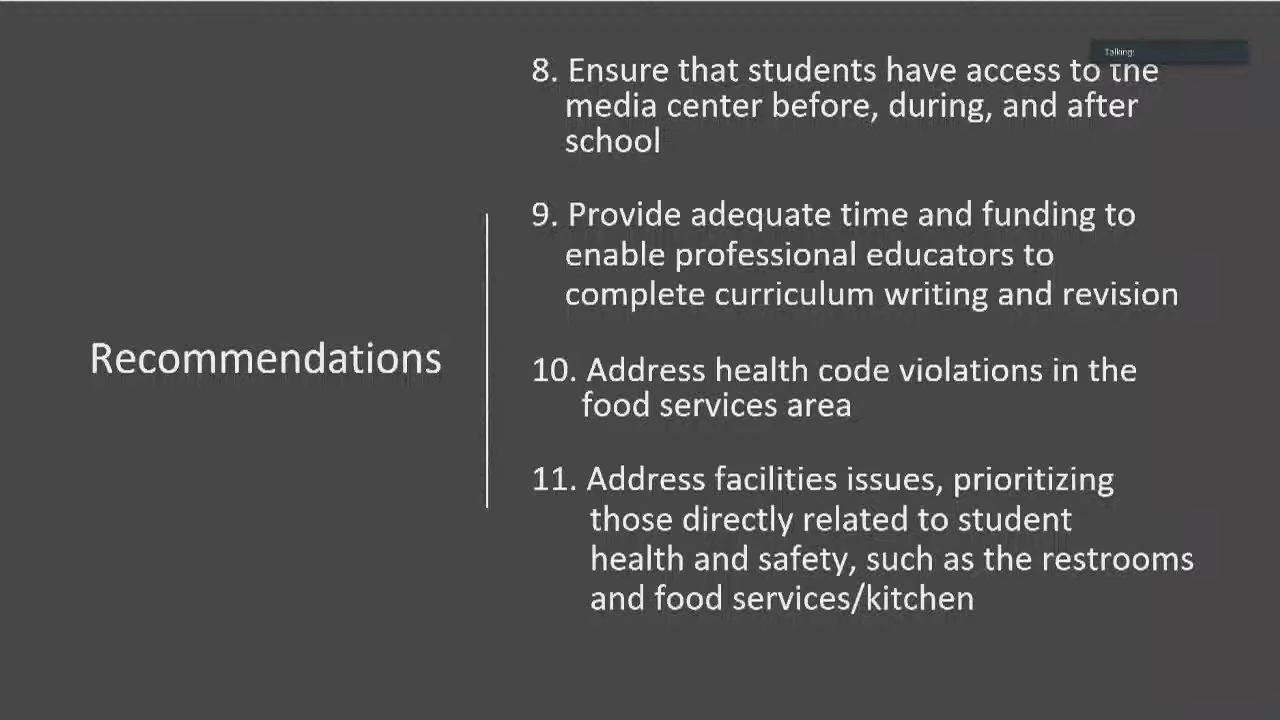 Talking:
8. Ensure that students have access to the
media center before, during, and after
school
9. Provide adequate time and funding to
enable professional educators to
complete curriculum writing and revision
Recommendations
10. Address health code violations in the
food services area
11. Address facilities issues, prioritizing
those directly related to student
health and safety, such as the restrooms
and food services/kitchen